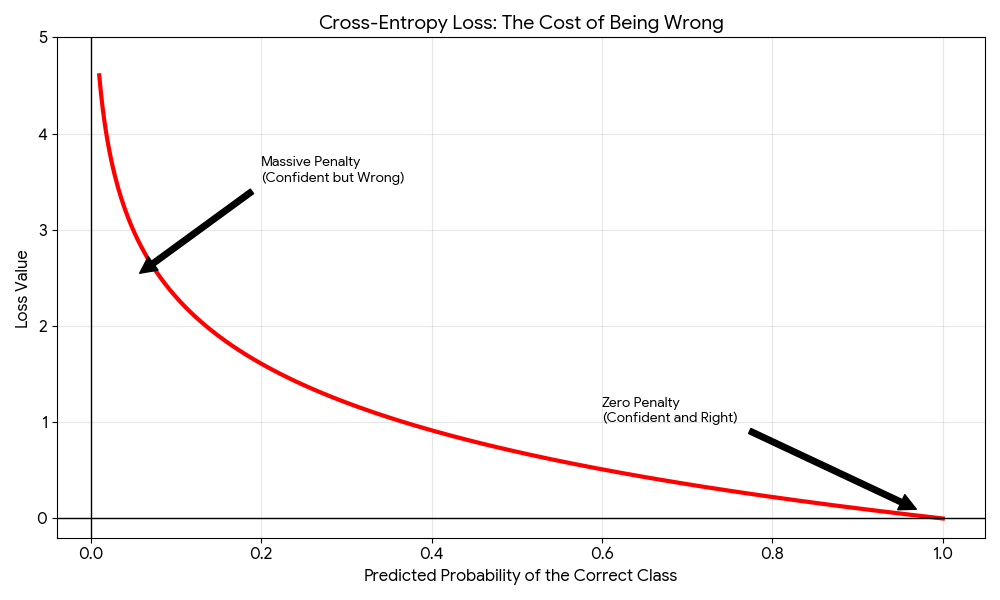 Cross-Entropy Loss: The Cost of Being Wrong
5
4
3
2
1
0
Loss Value
Massive Penalty
(Confident but Wrong)
Zero Penalty
(Confident and Right)
0.0 0.2 0.4 0.6 0.8 1.0
Predicted Probability of the Correct Class